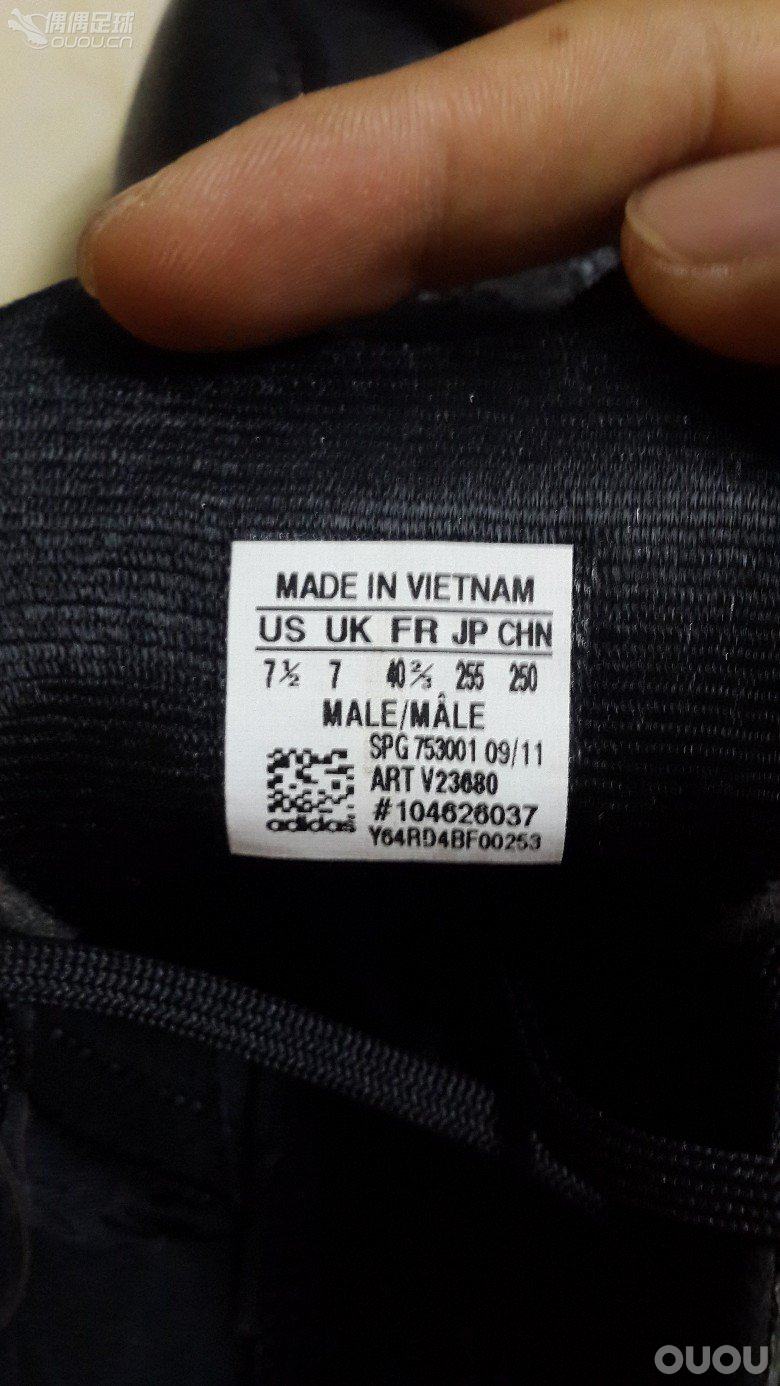 偶偶足球
OUOU.CN
MADE IN VIETNAM
US UK FR JP CHN
7½ 7 40⅔ 255 250
MALE/MÂLE
SPG 753001 09/11
ART V23680
#104626037
adidas
Y64RD4BF00253
OUOU